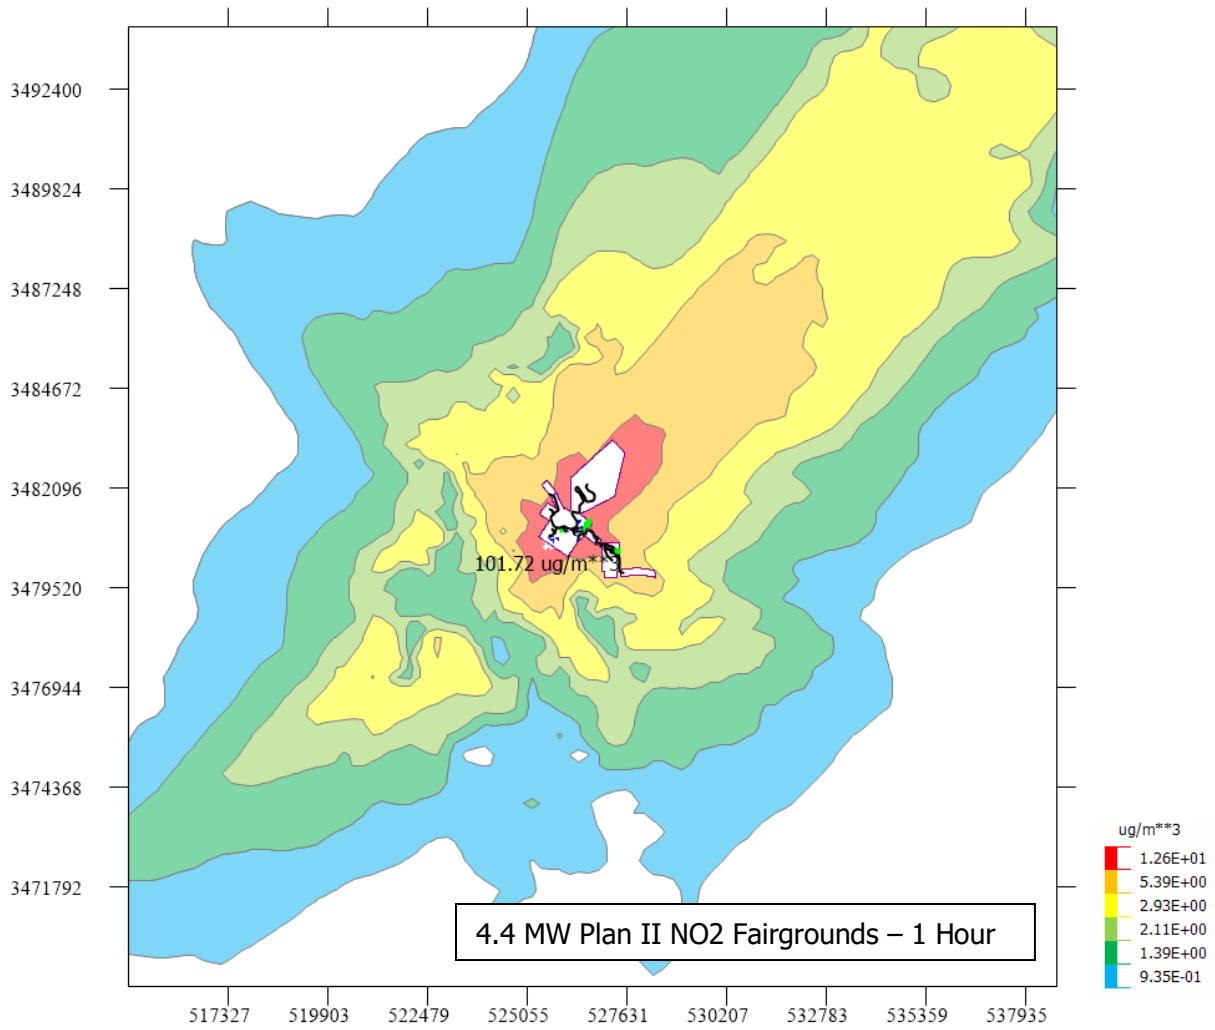 3492400
3489824
3487248
3484672
3482096
3479520
3476944
3474368
3471792
101.72 ug/m**3
4.4 MW Plan II NO2 Fairgrounds – 1 Hour
517327 519903 522479 525055 527631 530207 532783 535359 537935
ug/m**3
1.26E+01
5.39E+00
2.93E+00
2.11E+00
1.39E+00
9.35E-01